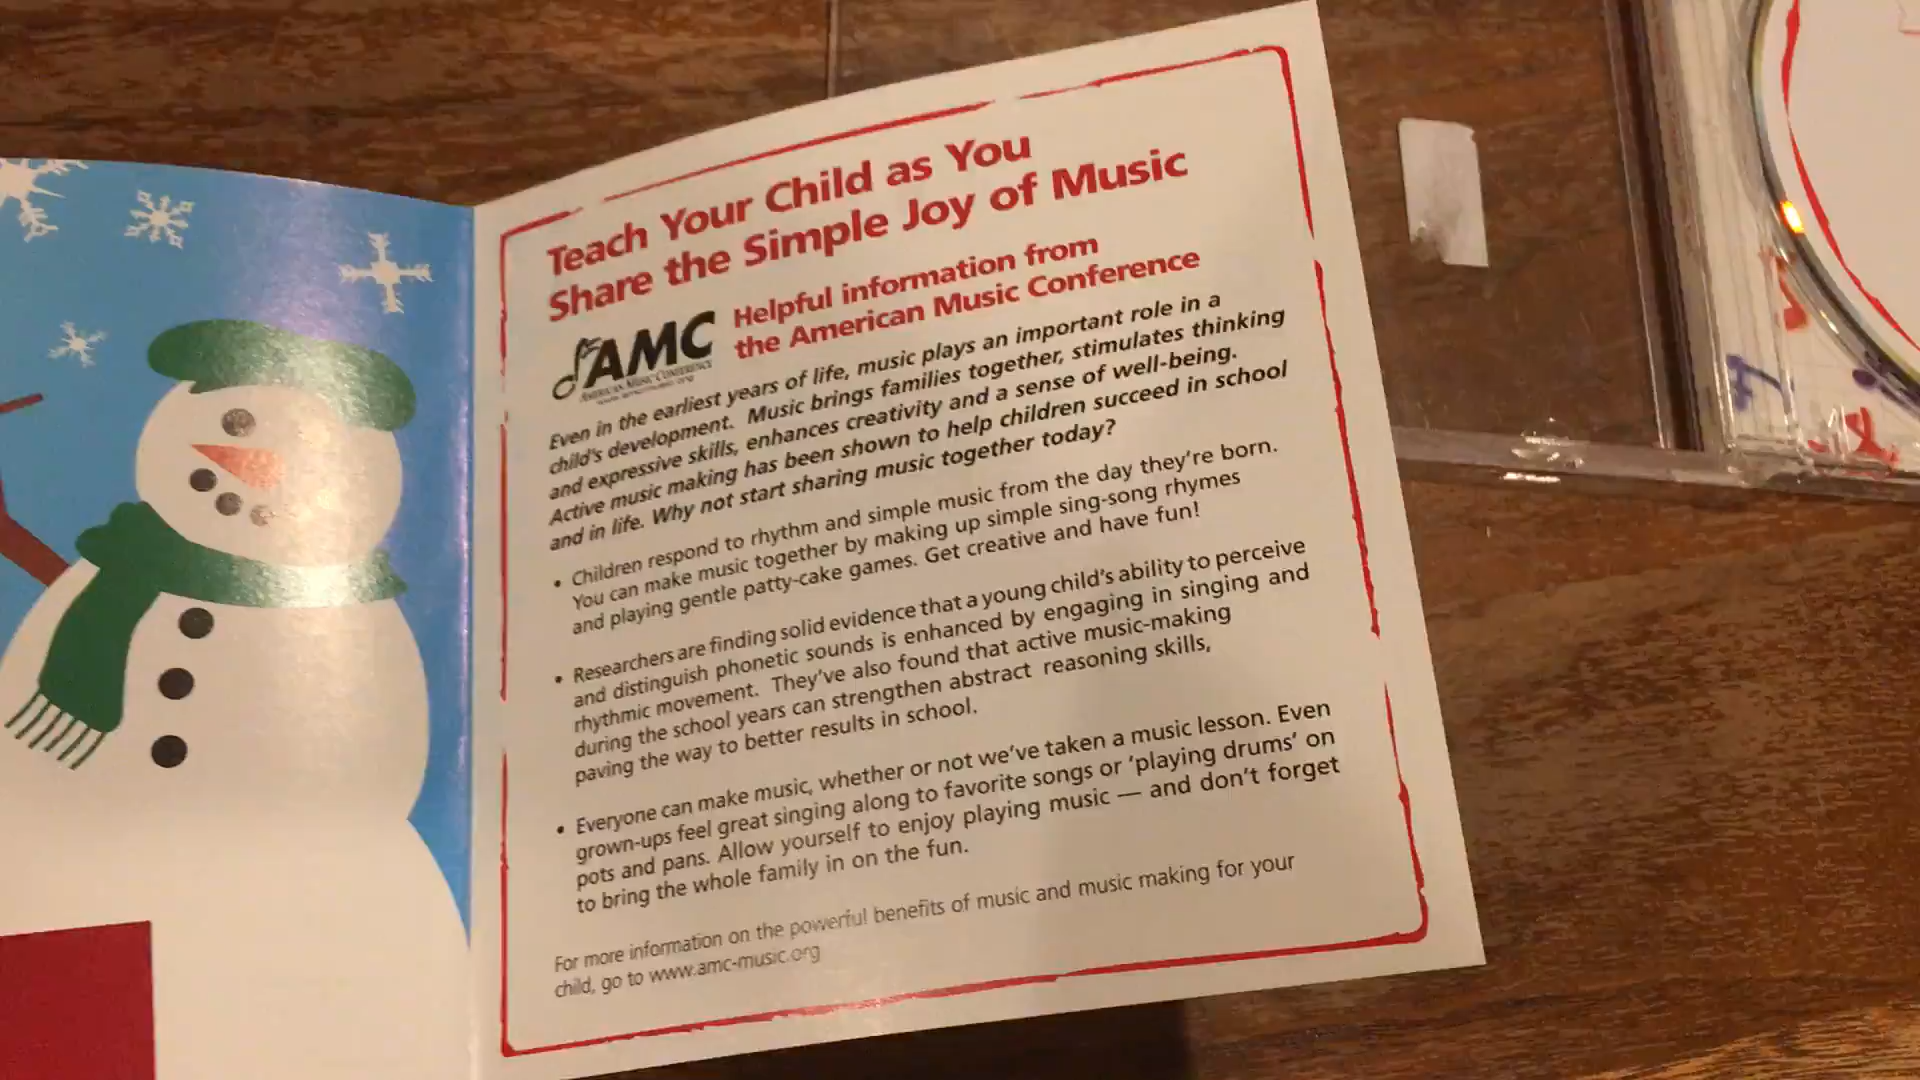 Teach Your Child as You
Share the Simple Joy of Music
AMC
AMERICAN MUSIC CONFERENCE
Helpful information from
the American Music Conference
Even in the earliest years of life, music plays an important role in a
child's development. Music brings families together, stimulates thinking
and expressive skills, enhances creativity and a sense of well-being.
Active music making has been shown to help children succeed in school
and in life. Why not start sharing music together today?
• Children respond to rhythm and simple music from the day they're born.
You can make music together by making up simple sing-song rhymes
and playing gentle patty-cake games. Get creative and have fun!
• Researchers are finding solid evidence that a young child's ability to perceive
and distinguish phonetic sounds is enhanced by engaging in singing and
rhythmic movement. They've also found that active music-making
during the school years can strengthen abstract reasoning skills,
paving the way to better results in school.
• Everyone can make music, whether or not we've taken a music lesson. Even
grown-ups feel great singing along to favorite songs or 'playing drums' on
pots and pans. Allow yourself to enjoy playing music — and don't forget
to bring the whole family in on the fun.
For more information on the powerful benefits of music and music making for your
child, go to www.amc-music.org